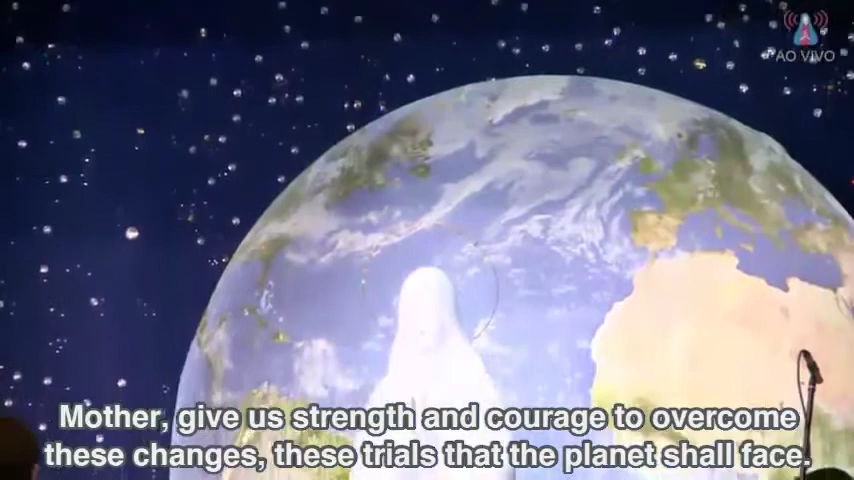 AO VIVO
Mother, give us strength and courage to overcome
these changes, these trials that the planet shall face.